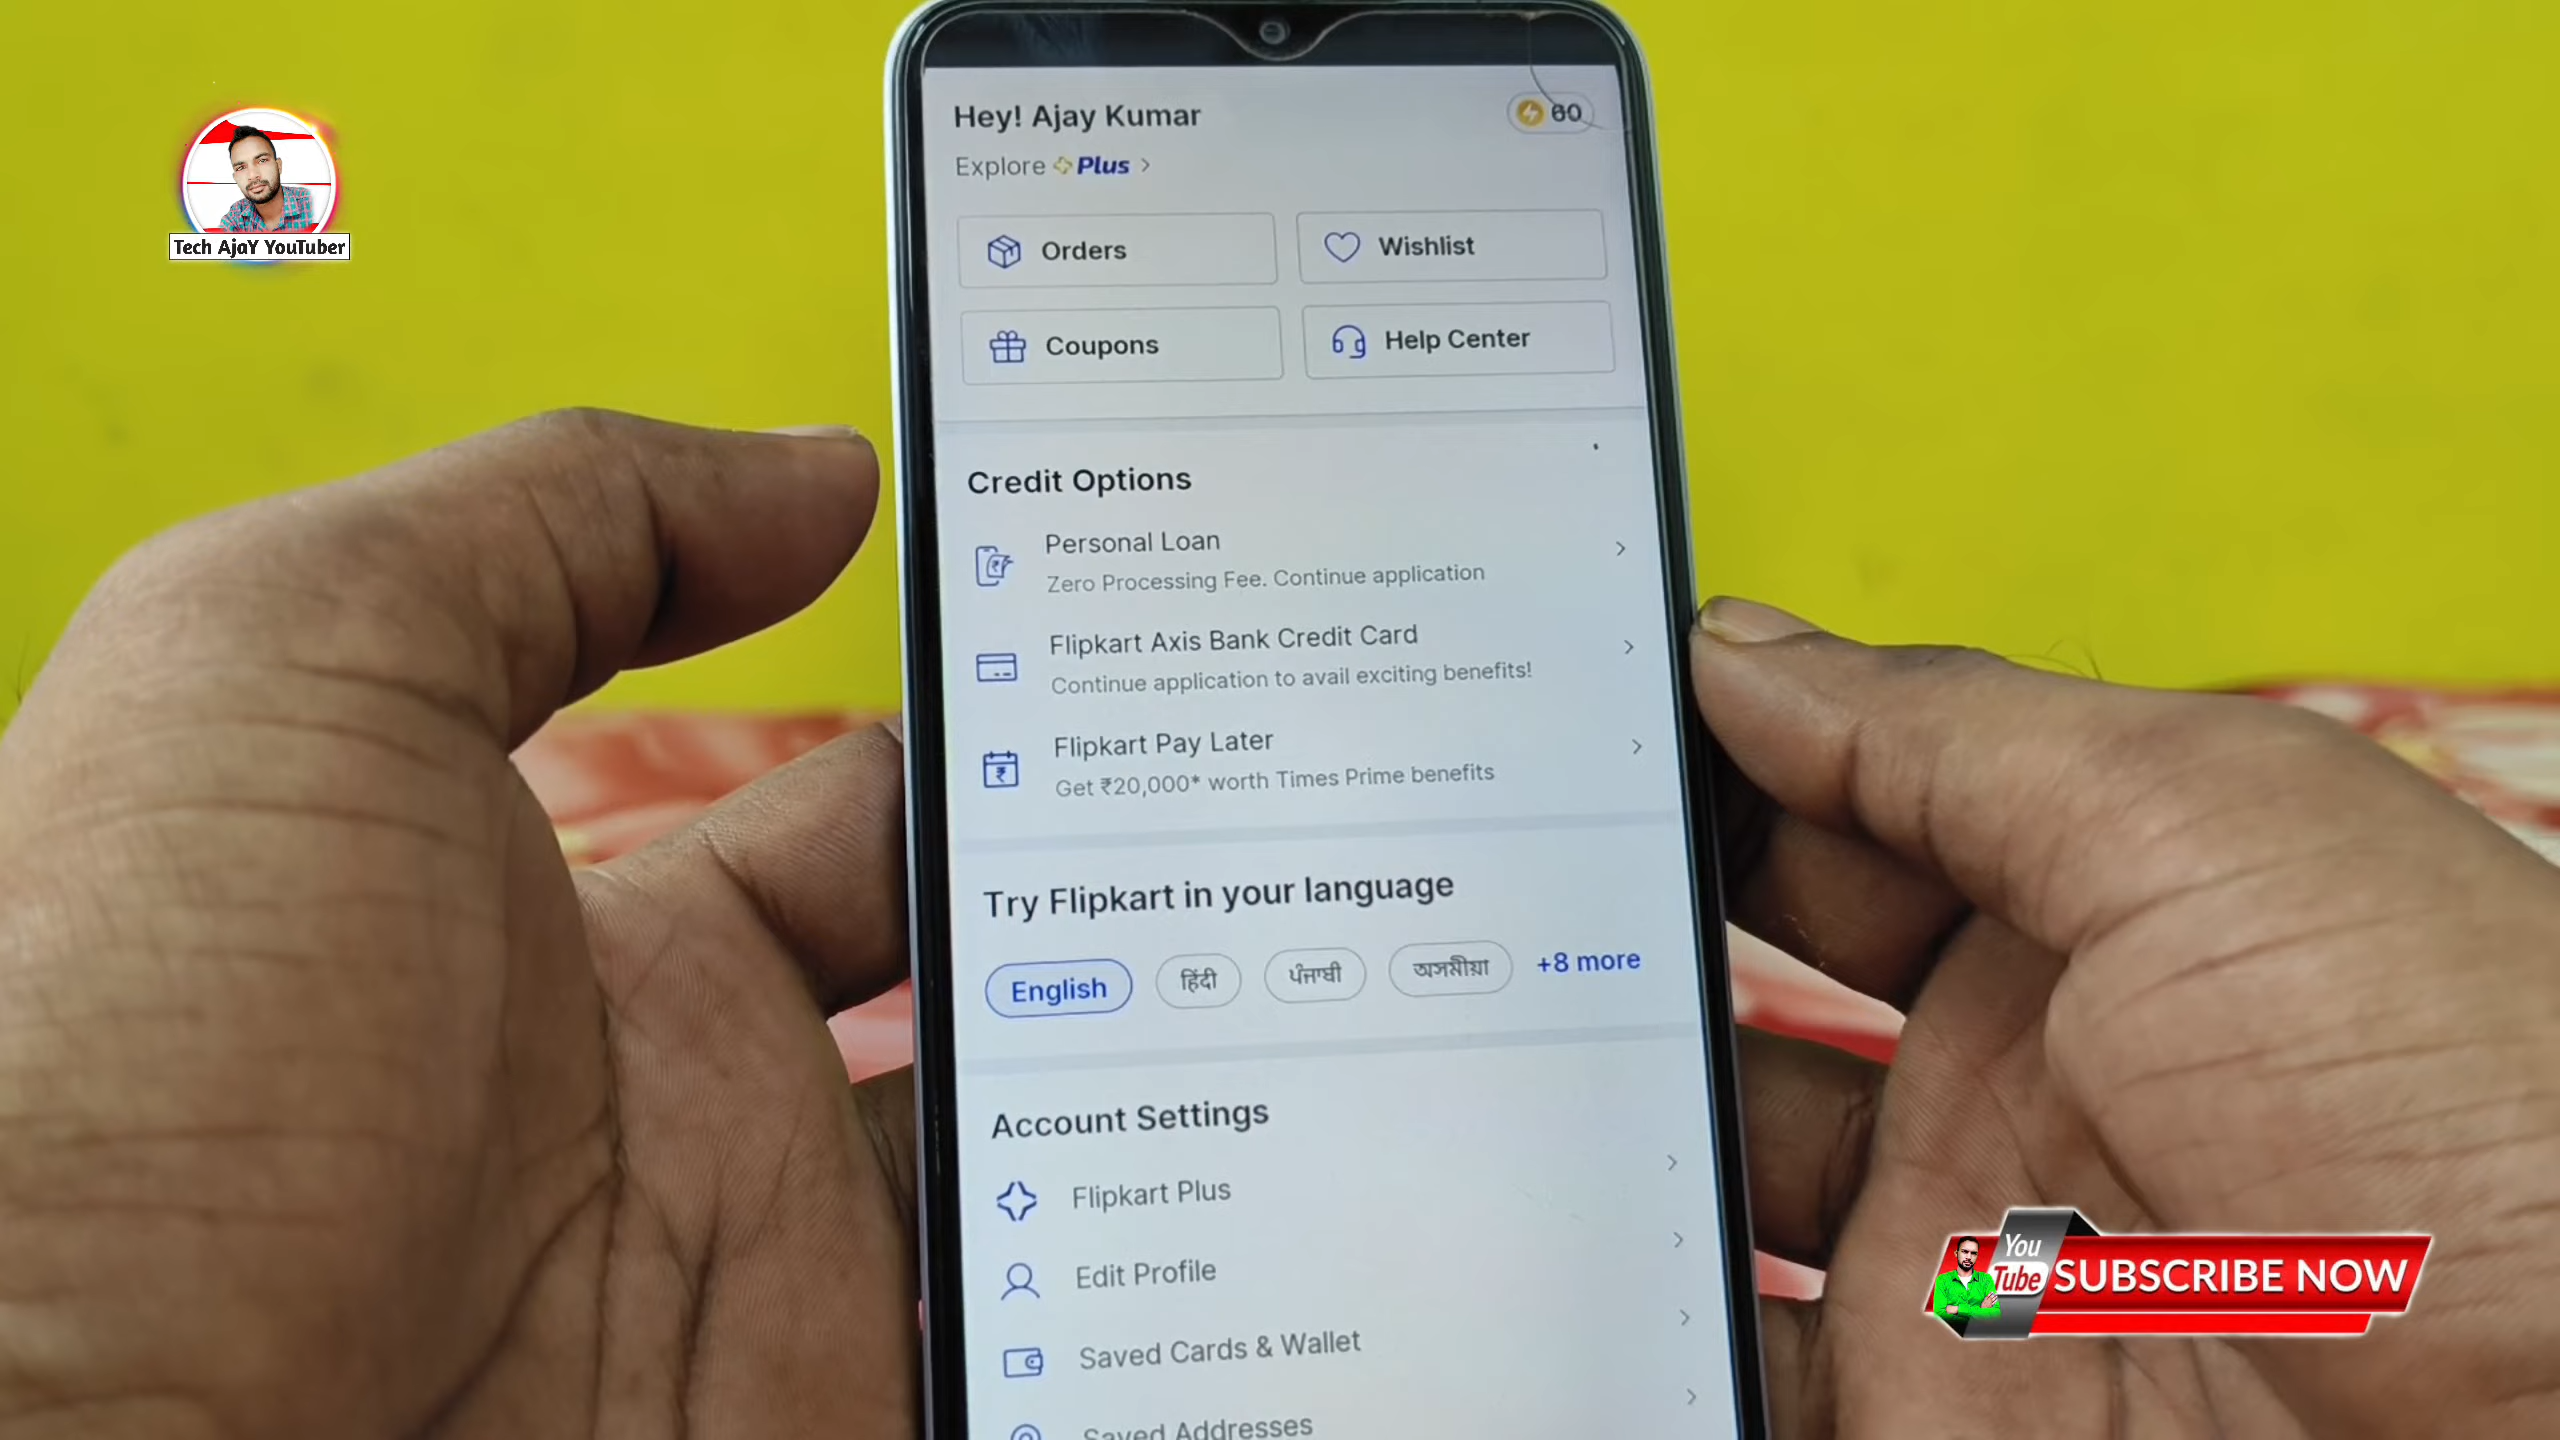 Hey! Ajay Kumar
60
Explore Plus
Orders
Wishlist
Coupons
Help Center
Credit Options
Personal Loan
Zero Processing Fee. Continue application
Flipkart Axis Bank Credit Card
Continue application to avail exciting benefits!
Flipkart Pay Later
Get ₹20,000* worth Times Prime benefits
Try Flipkart in your language
English
हिंदी
ਪੰਜਾਬੀ
অসমীয়া
+8 more
Account Settings
Flipkart Plus
Edit Profile
Saved Cards & Wallet
Saved Addresses
Tech AjaY YouTuber
You
Tube
SUBSCRIBE NOW